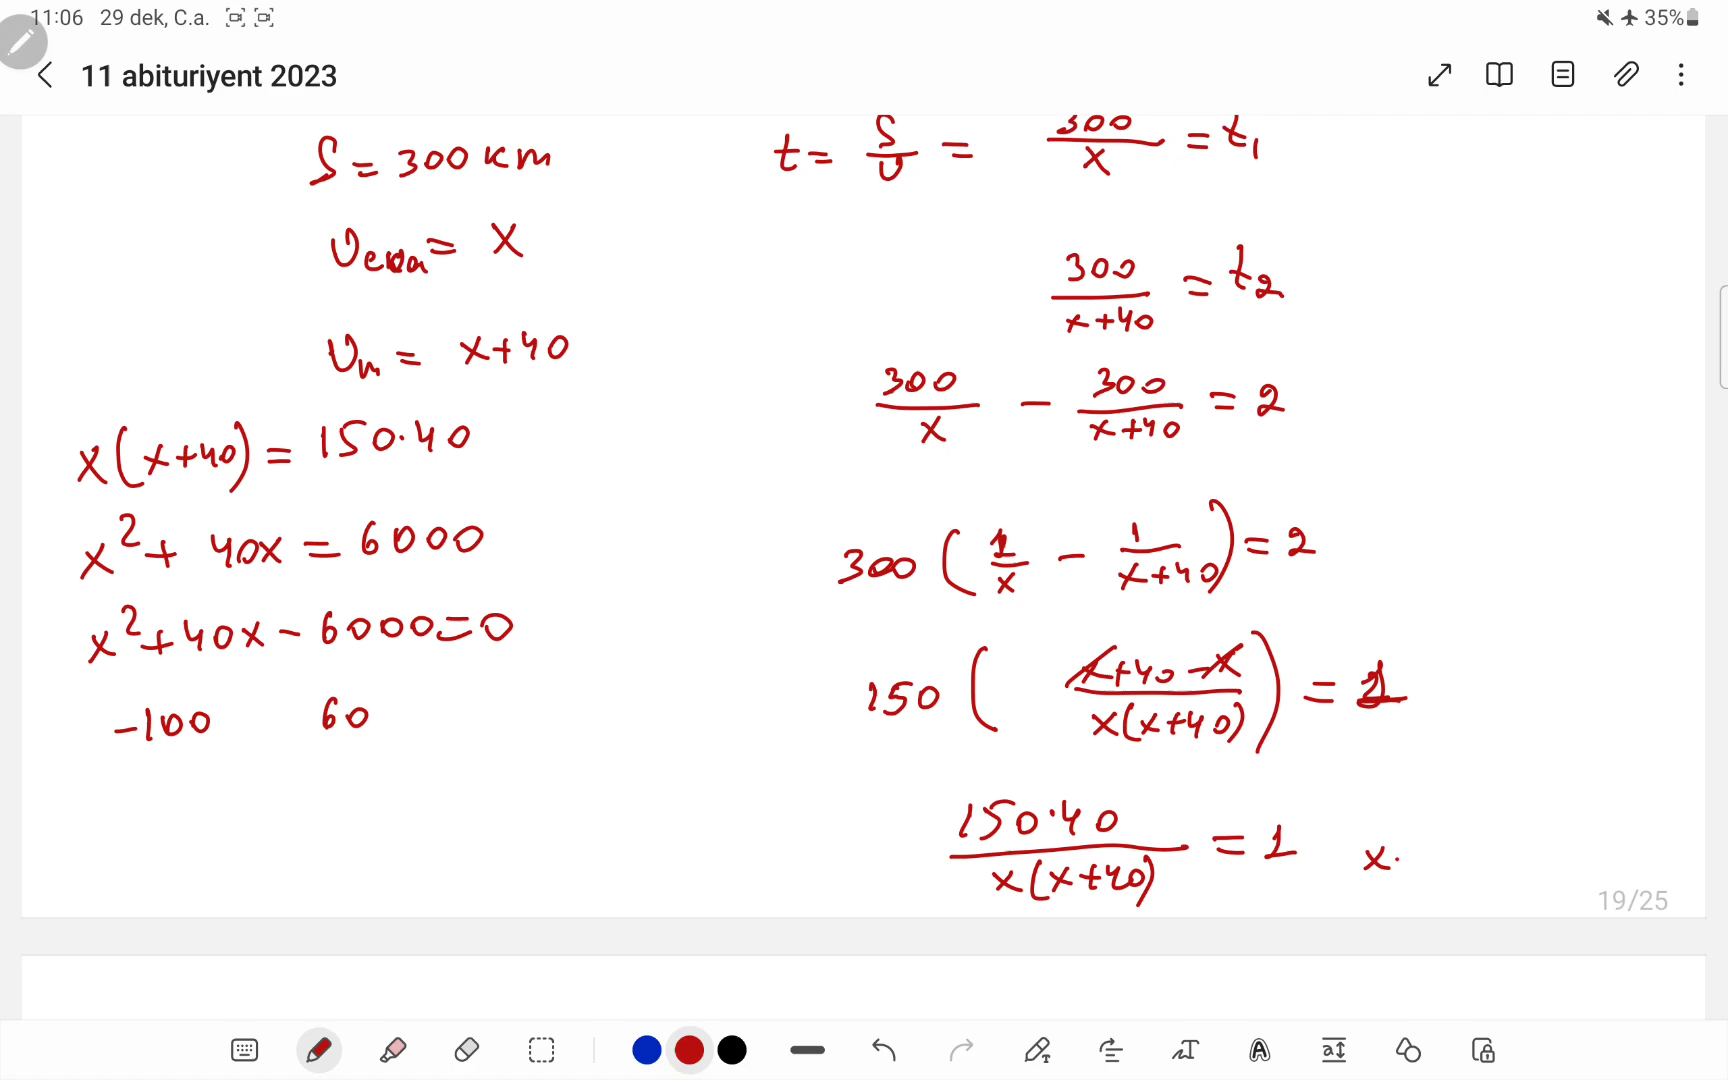 11:06 29 dek, C.a. 35%
11 abituriyent 2023
S = 300 km
t = S/υ = 300/x = t₁
υ = x
300/(x+40) = t₂
υₘ = x+40
300/x − 300/(x+40) = 2
x(x+40) = 150·40
x² + 40x = 6000
300(1/x − 1/(x+40)) = 2
x² + 40x − 6000 = 0
150((x+40−x)/(x(x+40))) = 1
−100 60
150·40/(x(x+40)) = 1 x·
19/25